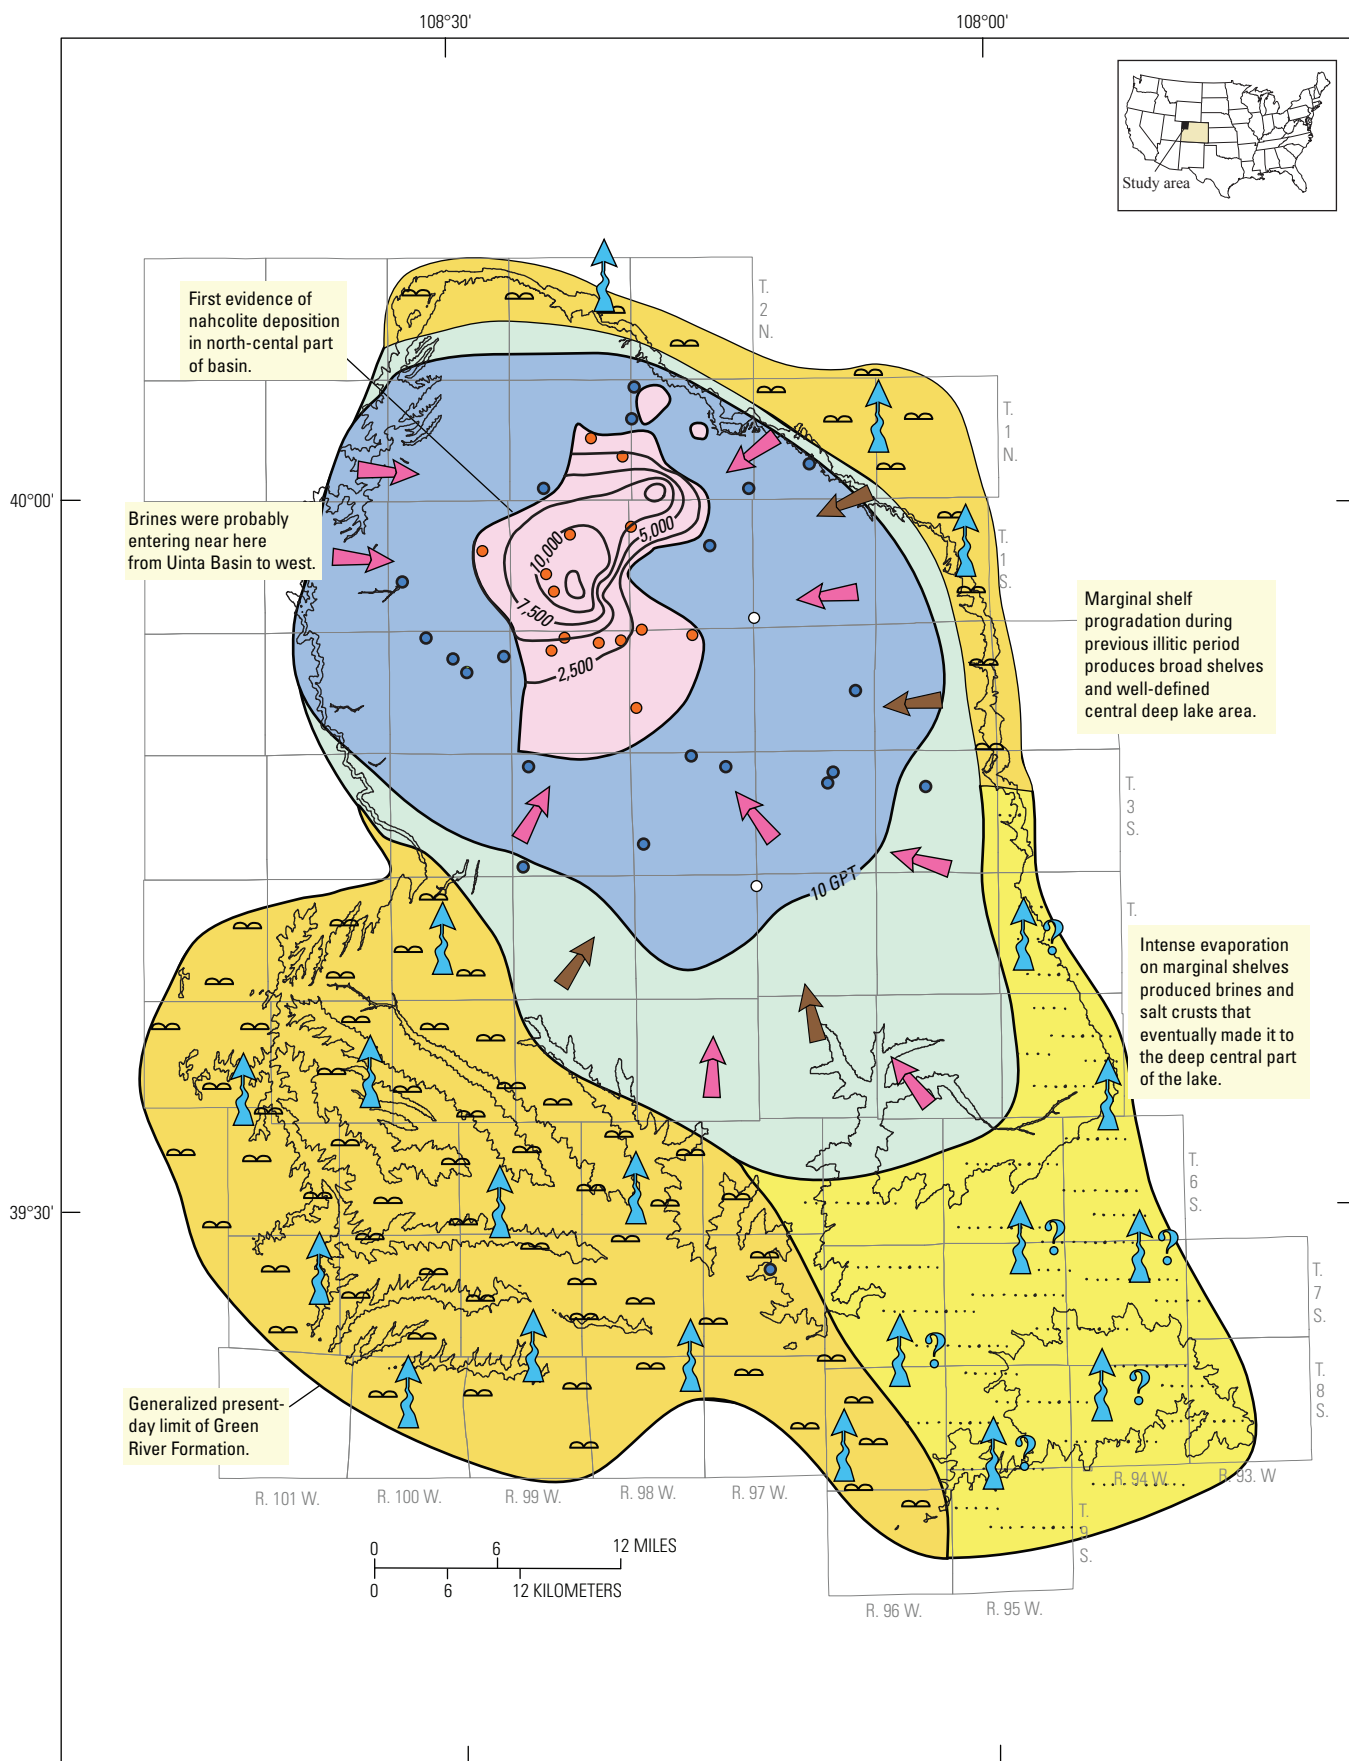 108°30'
108°00'
Study area
T.
2
N.
First evidence of
nahcolite deposition
in north-cental part
of basin.
T.
1
N.
40°00'
5,000
10,000
7,500
2,500
Brines were probably
entering near here
from Uinta Basin to west.
T.
1
S.
Marginal shelf
progradation during
previous illitic period
produces broad shelves
and well-defined
central deep lake area.
T.
3
S.
10 GPT
T.
?
Intense evaporation
on marginal shelves
produced brines and
salt crusts that
eventually made it to
the deep central part
of the lake.
T.
6
S.
39°30'
?
?
T.
7
S.
?
?
T.
8
S.
?
Generalized present-
day limit of Green
River Formation.
R. 101 W.
R. 100 W.
R. 99 W.
R. 98 W.
R. 97 W.
R. 94 W.
R. 93. W
T.
9
S.
0 6 12 MILES
0 6 12 KILOMETERS
R. 96 W.
R. 95 W.